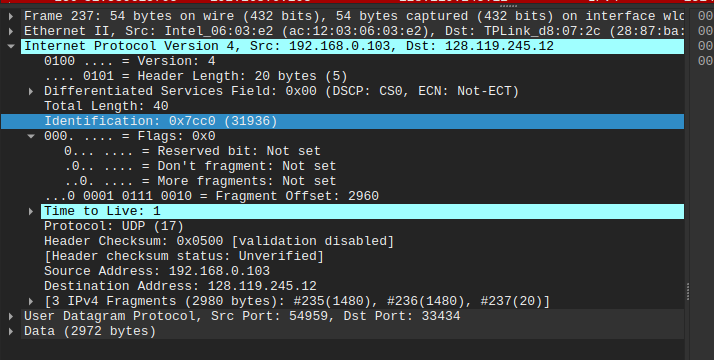 Frame 237: 54 bytes on wire (432 bits), 54 bytes captured (432 bits) on interface wlo
Ethernet II, Src: Intel_06:03:e2 (ac:12:03:06:03:e2), Dst: TPLink_d8:07:2c (28:87:ba:
Internet Protocol Version 4, Src: 192.168.0.103, Dst: 128.119.245.12
0100 .... = Version: 4
.... 0101 = Header Length: 20 bytes (5)
Differentiated Services Field: 0x00 (DSCP: CS0, ECN: Not-ECT)
Total Length: 40
Identification: 0x7cc0 (31936)
000. .... = Flags: 0x0
0... .... = Reserved bit: Not set
.0.. .... = Don't fragment: Not set
..0. .... = More fragments: Not set
...0 0001 0111 0010 = Fragment Offset: 2960
Time to Live: 1
Protocol: UDP (17)
Header Checksum: 0x0500 [validation disabled]
[Header checksum status: Unverified]
Source Address: 192.168.0.103
Destination Address: 128.119.245.12
[3 IPv4 Fragments (2980 bytes): #235(1480), #236(1480), #237(20)]
User Datagram Protocol, Src Port: 54959, Dst Port: 33434
Data (2972 bytes)
00
00
00